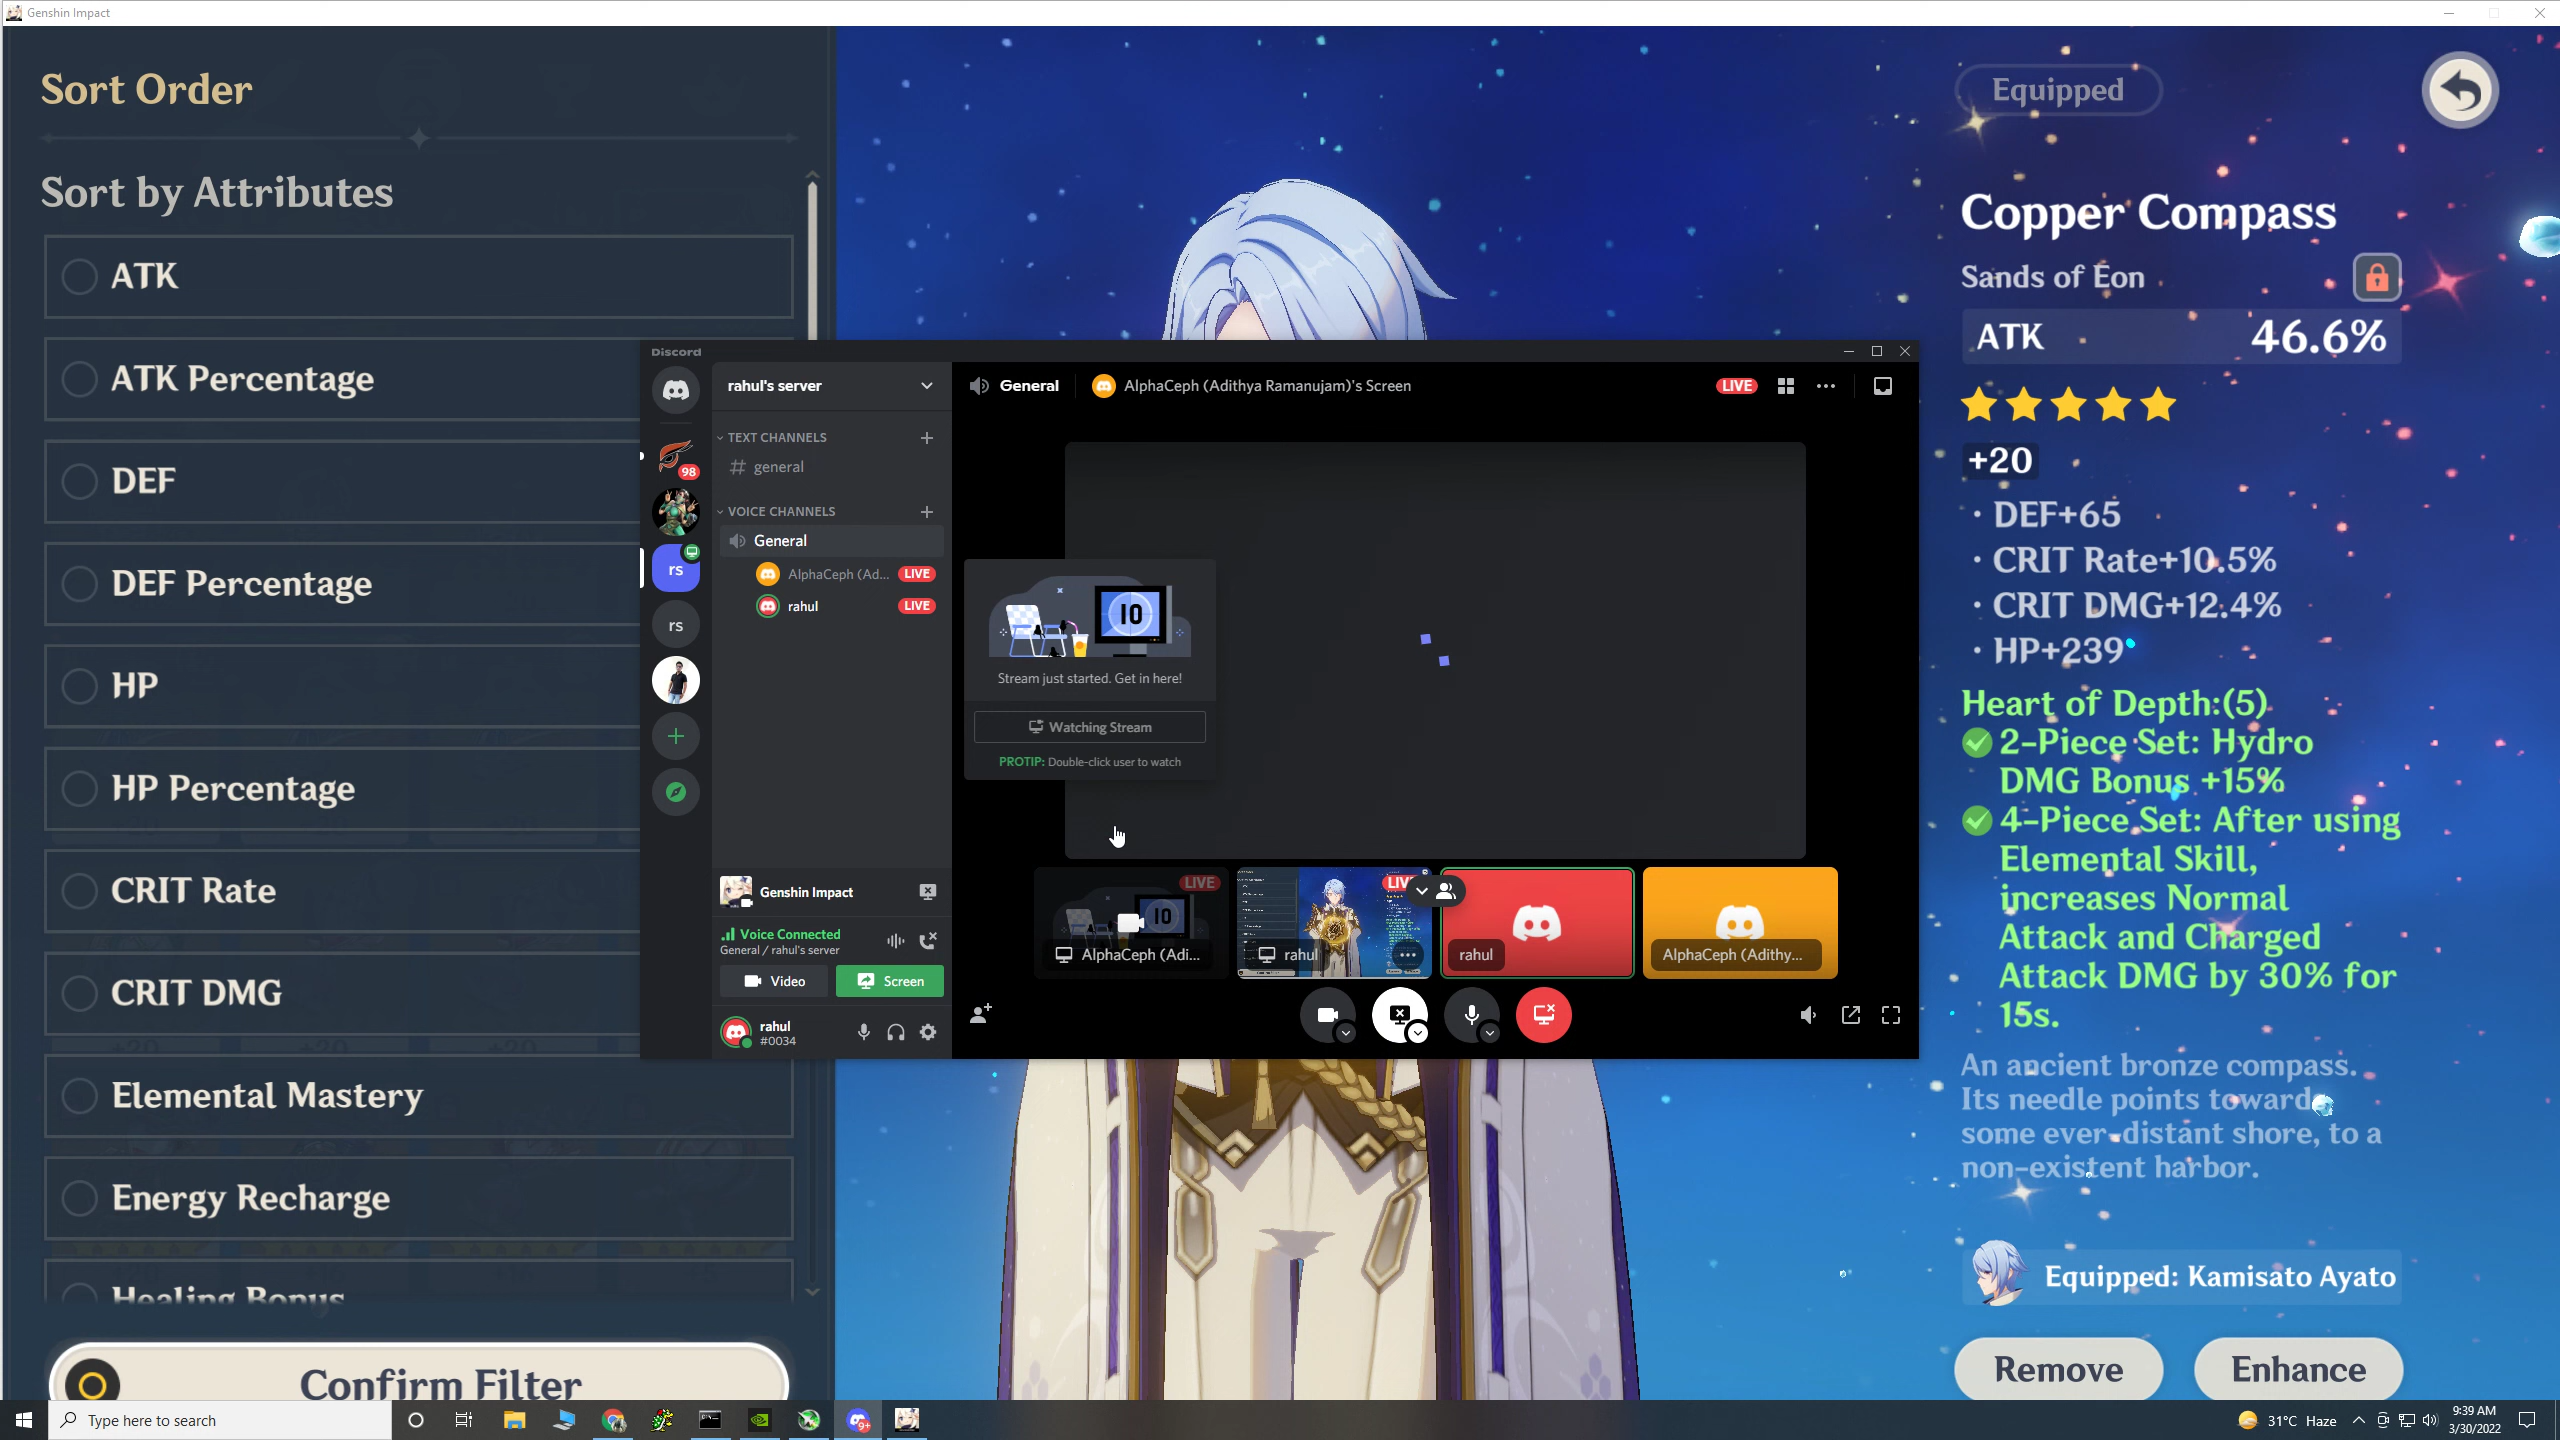 Genshin Impact
Sort Order
Sort by Attributes
ATK
ATK Percentage
DEF
DEF Percentage
HP
HP Percentage
CRIT Rate
CRIT DMG
Elemental Mastery
Energy Recharge
Healing Bonus
Confirm Filter
Discord
98
rs
rs
rahul's server
TEXT CHANNELS
general
VOICE CHANNELS
General
AlphaCeph (Ad...
LIVE
rahul
LIVE
Genshin Impact
Voice Connected
General / rahul's server
Video
Screen
rahul
#0034
General
AlphaCeph (Adithya Ramanujam)'s Screen
LIVE
10
Stream just started. Get in here!
Watching Stream
PROTIP: Double-click user to watch
LIVE
10
AlphaCeph (Adi...
rahul
rahul
AlphaCeph (Adithy...
Equipped
Copper Compass
Sands of Eon
ATK
46.6%
+20
· DEF+65
· CRIT Rate+10.5%
· CRIT DMG+12.4%
· HP+239
Heart of Depth:(5)
2-Piece Set: Hydro
DMG Bonus +15%
4-Piece Set: After using
Elemental Skill,
increases Normal
Attack and Charged
Attack DMG by 30% for
15s.
An ancient bronze compass.
Its needle points towards
some ever-distant shore, to a
non-existent harbor.
Equipped: Kamisato Ayato
Remove
Enhance
Type here to search
9+
31°C Haze
9:39 AM
3/30/2022